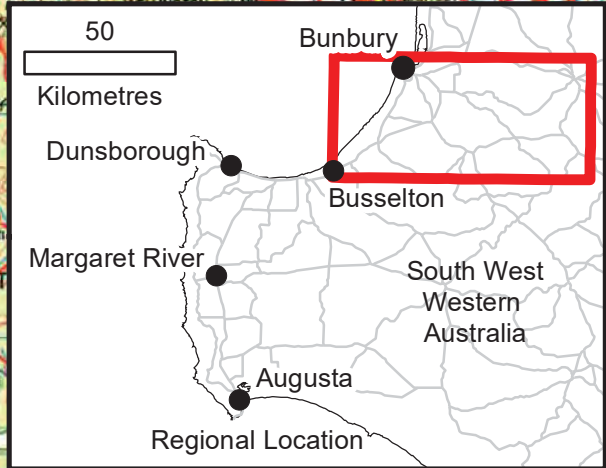 50
Kilometres
Bunbury
Dunsborough
Busselton
Margaret River
South West
Western
Australia
Augusta
Regional Location